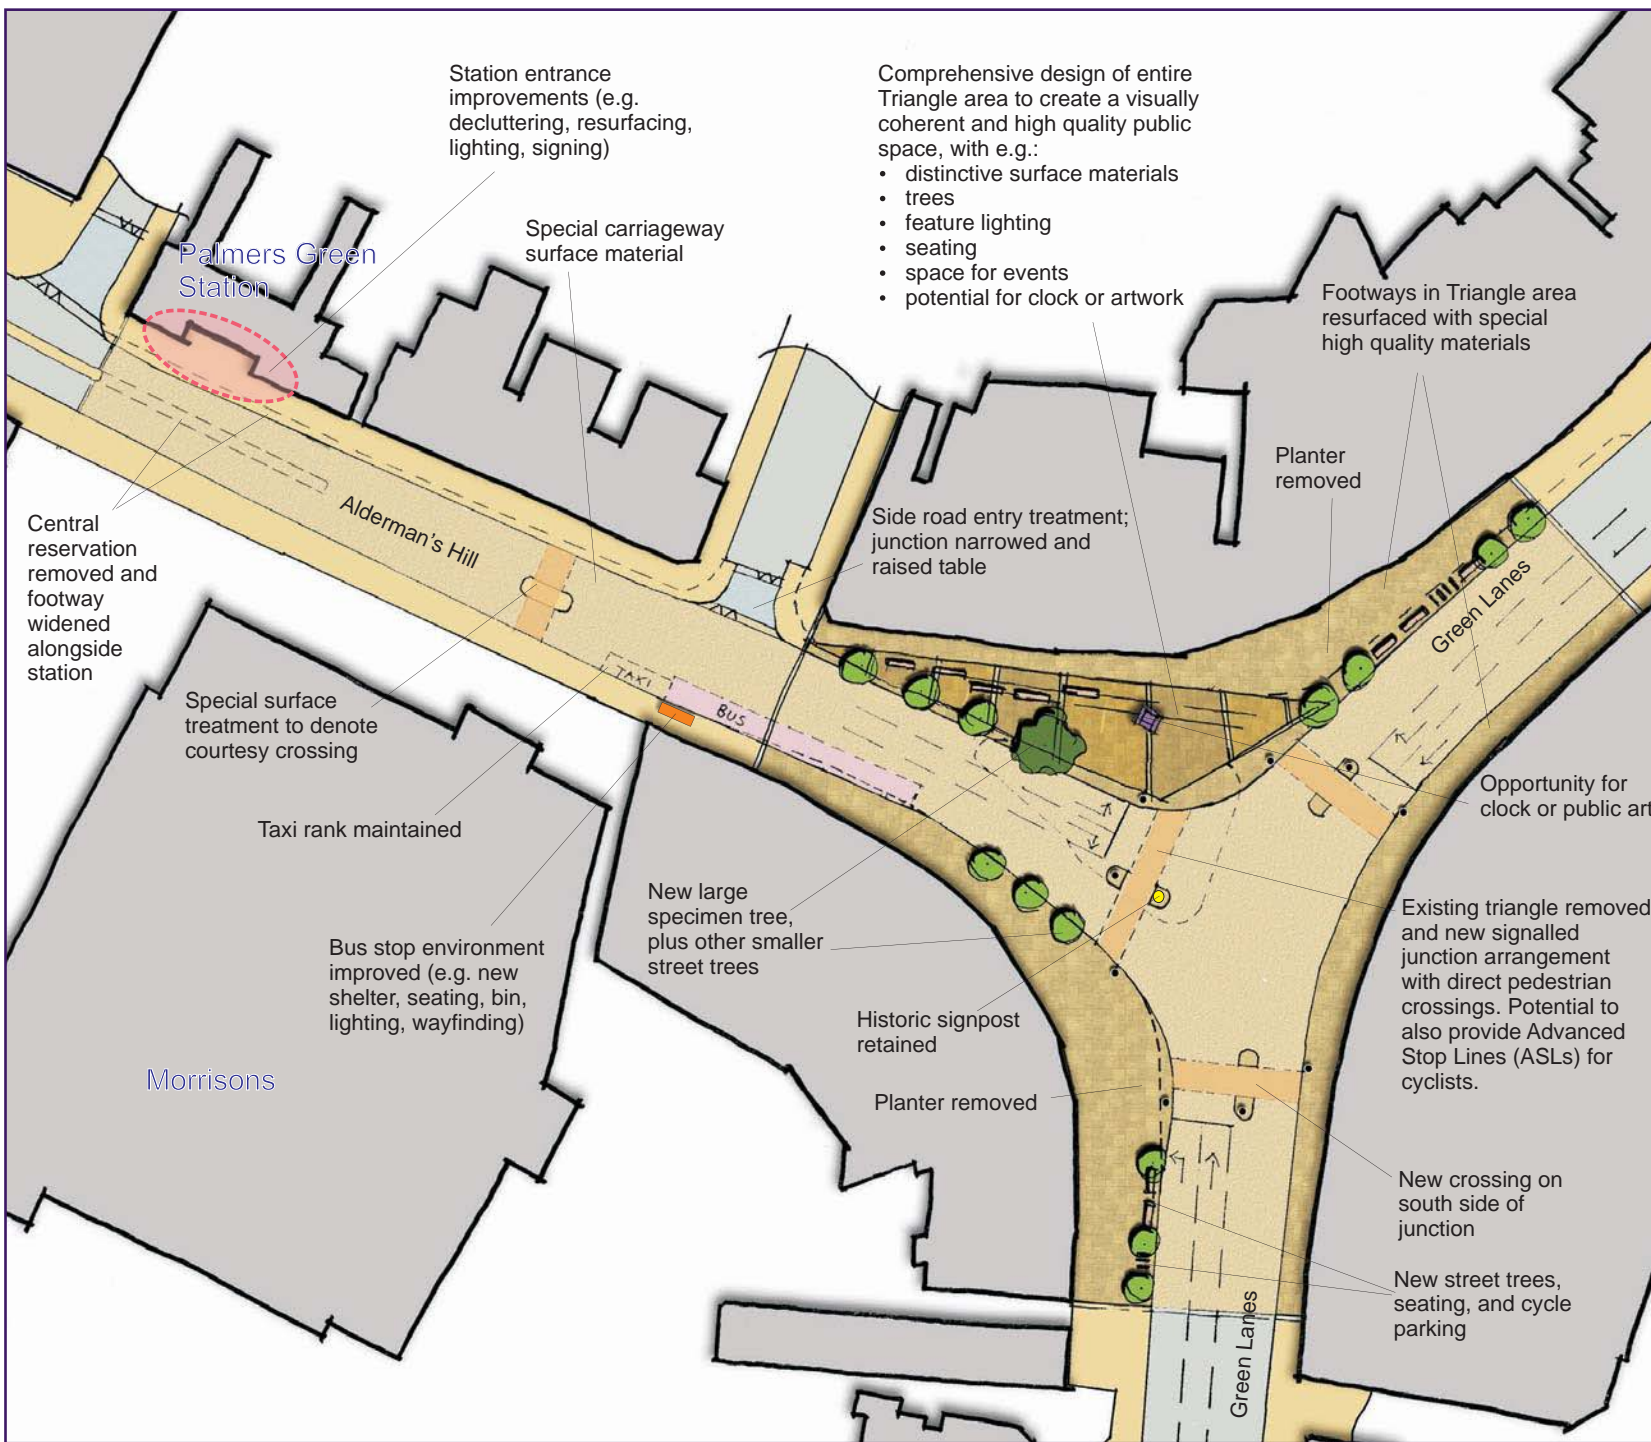 Station entrance
improvements (e.g.
decluttering, resurfacing,
lighting, signing)
Comprehensive design of entire
Triangle area to create a visually
coherent and high quality public
space, with e.g.:
• distinctive surface materials
• trees
• feature lighting
• seating
• space for events
• potential for clock or artwork
Special carriageway
surface material
Palmers Green
Station
Footways in Triangle area
resurfaced with special
high quality materials
Planter
removed
Central
reservation
removed and
footway
widened
alongside
station
Alderman's Hill
Side road entry treatment;
junction narrowed and
raised table
Green Lanes
Special surface
treatment to denote
courtesy crossing
TAXI
BUS
Taxi rank maintained
Opportunity for
clock or public art
New large
specimen tree,
plus other smaller
street trees
Bus stop environment
improved (e.g. new
shelter, seating, bin,
lighting, wayfinding)
Existing triangle removed
and new signalled
junction arrangement
with direct pedestrian
crossings. Potential to
also provide Advanced
Stop Lines (ASLs) for
cyclists.
Historic signpost
retained
Morrisons
Planter removed
New crossing on
south side of
junction
New street trees,
seating, and cycle
parking
Green Lanes